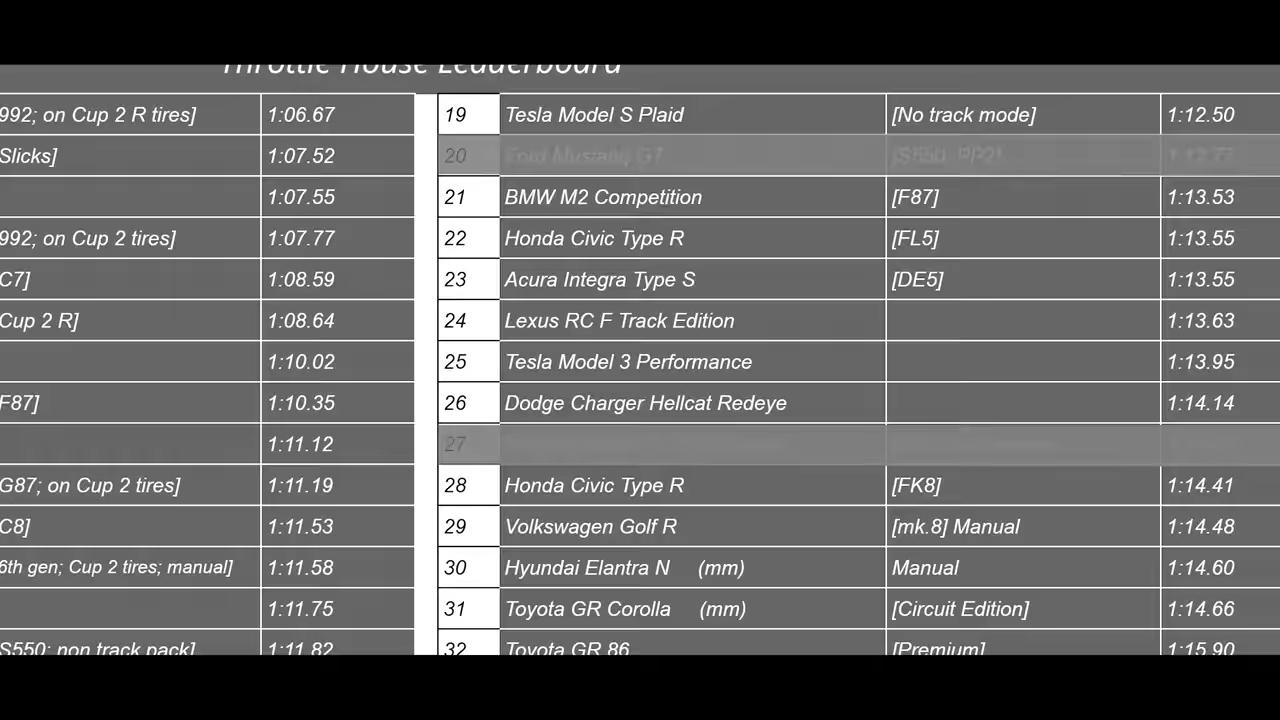 Throttle House Leaderboard
992; on Cup 2 R tires] 1:06.67 19 Tesla Model S Plaid [No track mode] 1:12.50
Slicks] 1:07.52 20 Ford Mustang
1:07.55 21 BMW M2 Competition [F87] 1:13.53
992; on Cup 2 tires] 1:07.77 22 Honda Civic Type R [FL5] 1:13.55
C7] 1:08.59 23 Acura Integra Type S [DE5] 1:13.55
Cup 2 R] 1:08.64 24 Lexus RC F Track Edition 1:13.63
1:10.02 25 Tesla Model 3 Performance 1:13.95
F87] 1:10.35 26 Dodge Charger Hellcat Redeye 1:14.14
1:11.12 27
G87; on Cup 2 tires] 1:11.19 28 Honda Civic Type R [FK8] 1:14.41
C8] 1:11.53 29 Volkswagen Golf R [mk.8] Manual 1:14.48
6th gen; Cup 2 tires; manual] 1:11.58 30 Hyundai Elantra N (mm) Manual 1:14.60
1:11.75 31 Toyota GR Corolla (mm) [Circuit Edition] 1:14.66
S550; non track pack] 1:11.82 32 Toyota GR 86 [Premium] 1:15.90